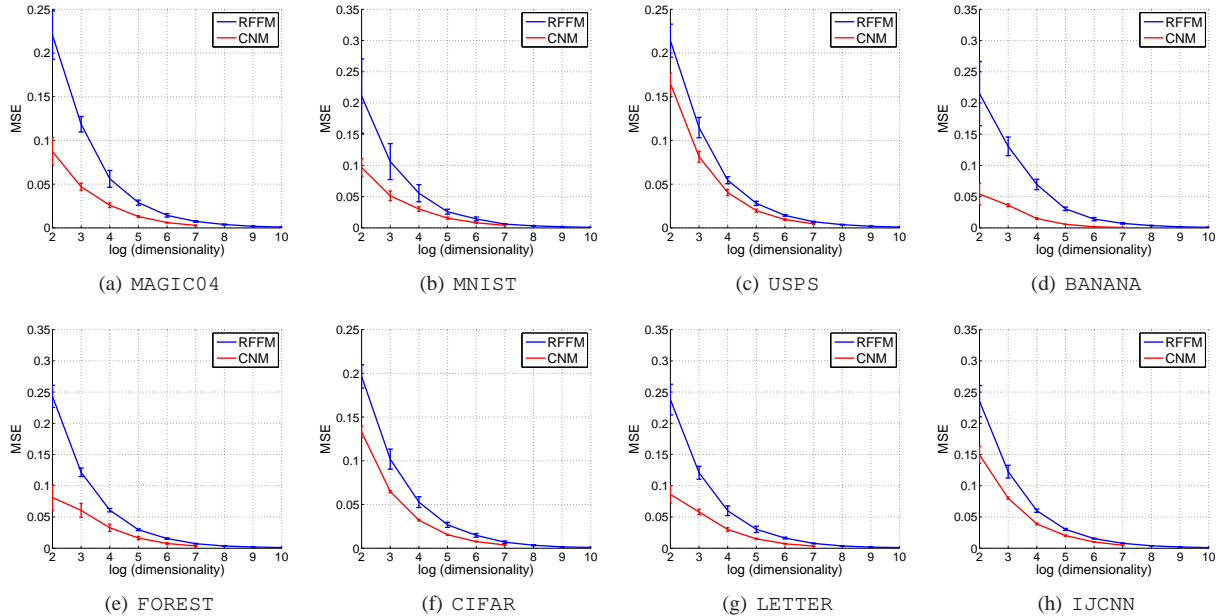 0.25
0.2
0.15
0.1
0.05
0
MSE
2 3 4 5 6 7 8 9 10
log (dimensionality)
RFFM
CNM
(a) MAGIC04
0.35
0.3
0.25
0.2
0.15
0.1
0.05
0
MSE
2 3 4 5 6 7 8 9 10
log (dimensionality)
RFFM
CNM
(b) MNIST
0.25
0.2
0.15
0.1
0.05
0
MSE
2 3 4 5 6 7 8 9 10
log (dimensionality)
RFFM
CNM
(c) USPS
0.35
0.3
0.25
0.2
0.15
0.1
0.05
0
MSE
2 3 4 5 6 7 8 9 10
log (dimensionality)
RFFM
CNM
(d) BANANA
0.35
0.3
0.25
0.2
0.15
0.1
0.05
0
MSE
2 3 4 5 6 7 8 9 10
log (dimensionality)
RFFM
CNM
(e) FOREST
0.25
0.2
0.15
0.1
0.05
0
MSE
2 3 4 5 6 7 8 9 10
log (dimensionality)
RFFM
CNM
(f) CIFAR
0.35
0.3
0.25
0.2
0.15
0.1
0.05
0
MSE
2 3 4 5 6 7 8 9 10
log (dimensionality)
RFFM
CNM
(g) LETTER
0.35
0.3
0.25
0.2
0.15
0.1
0.05
0
MSE
2 3 4 5 6 7 8 9 10
log (dimensionality)
RFFM
CNM
(h) IJCNN